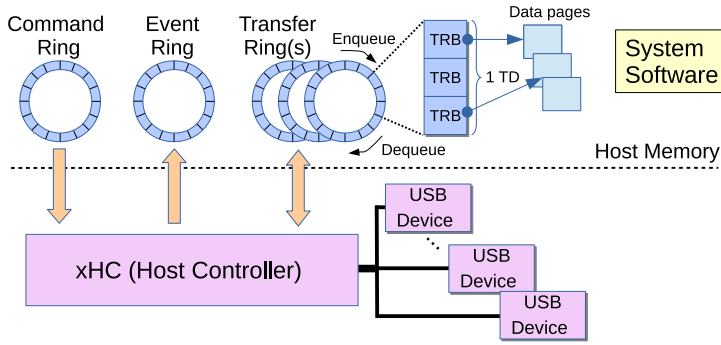 Command
Ring
Event
Ring
Transfer
Ring(s)
Enqueue
TRB
TRB
TRB
1 TD
Data pages
System
Software
Dequeue
Host Memory
xHC (Host Controller)
USB
Device
USB
Device
USB
Device